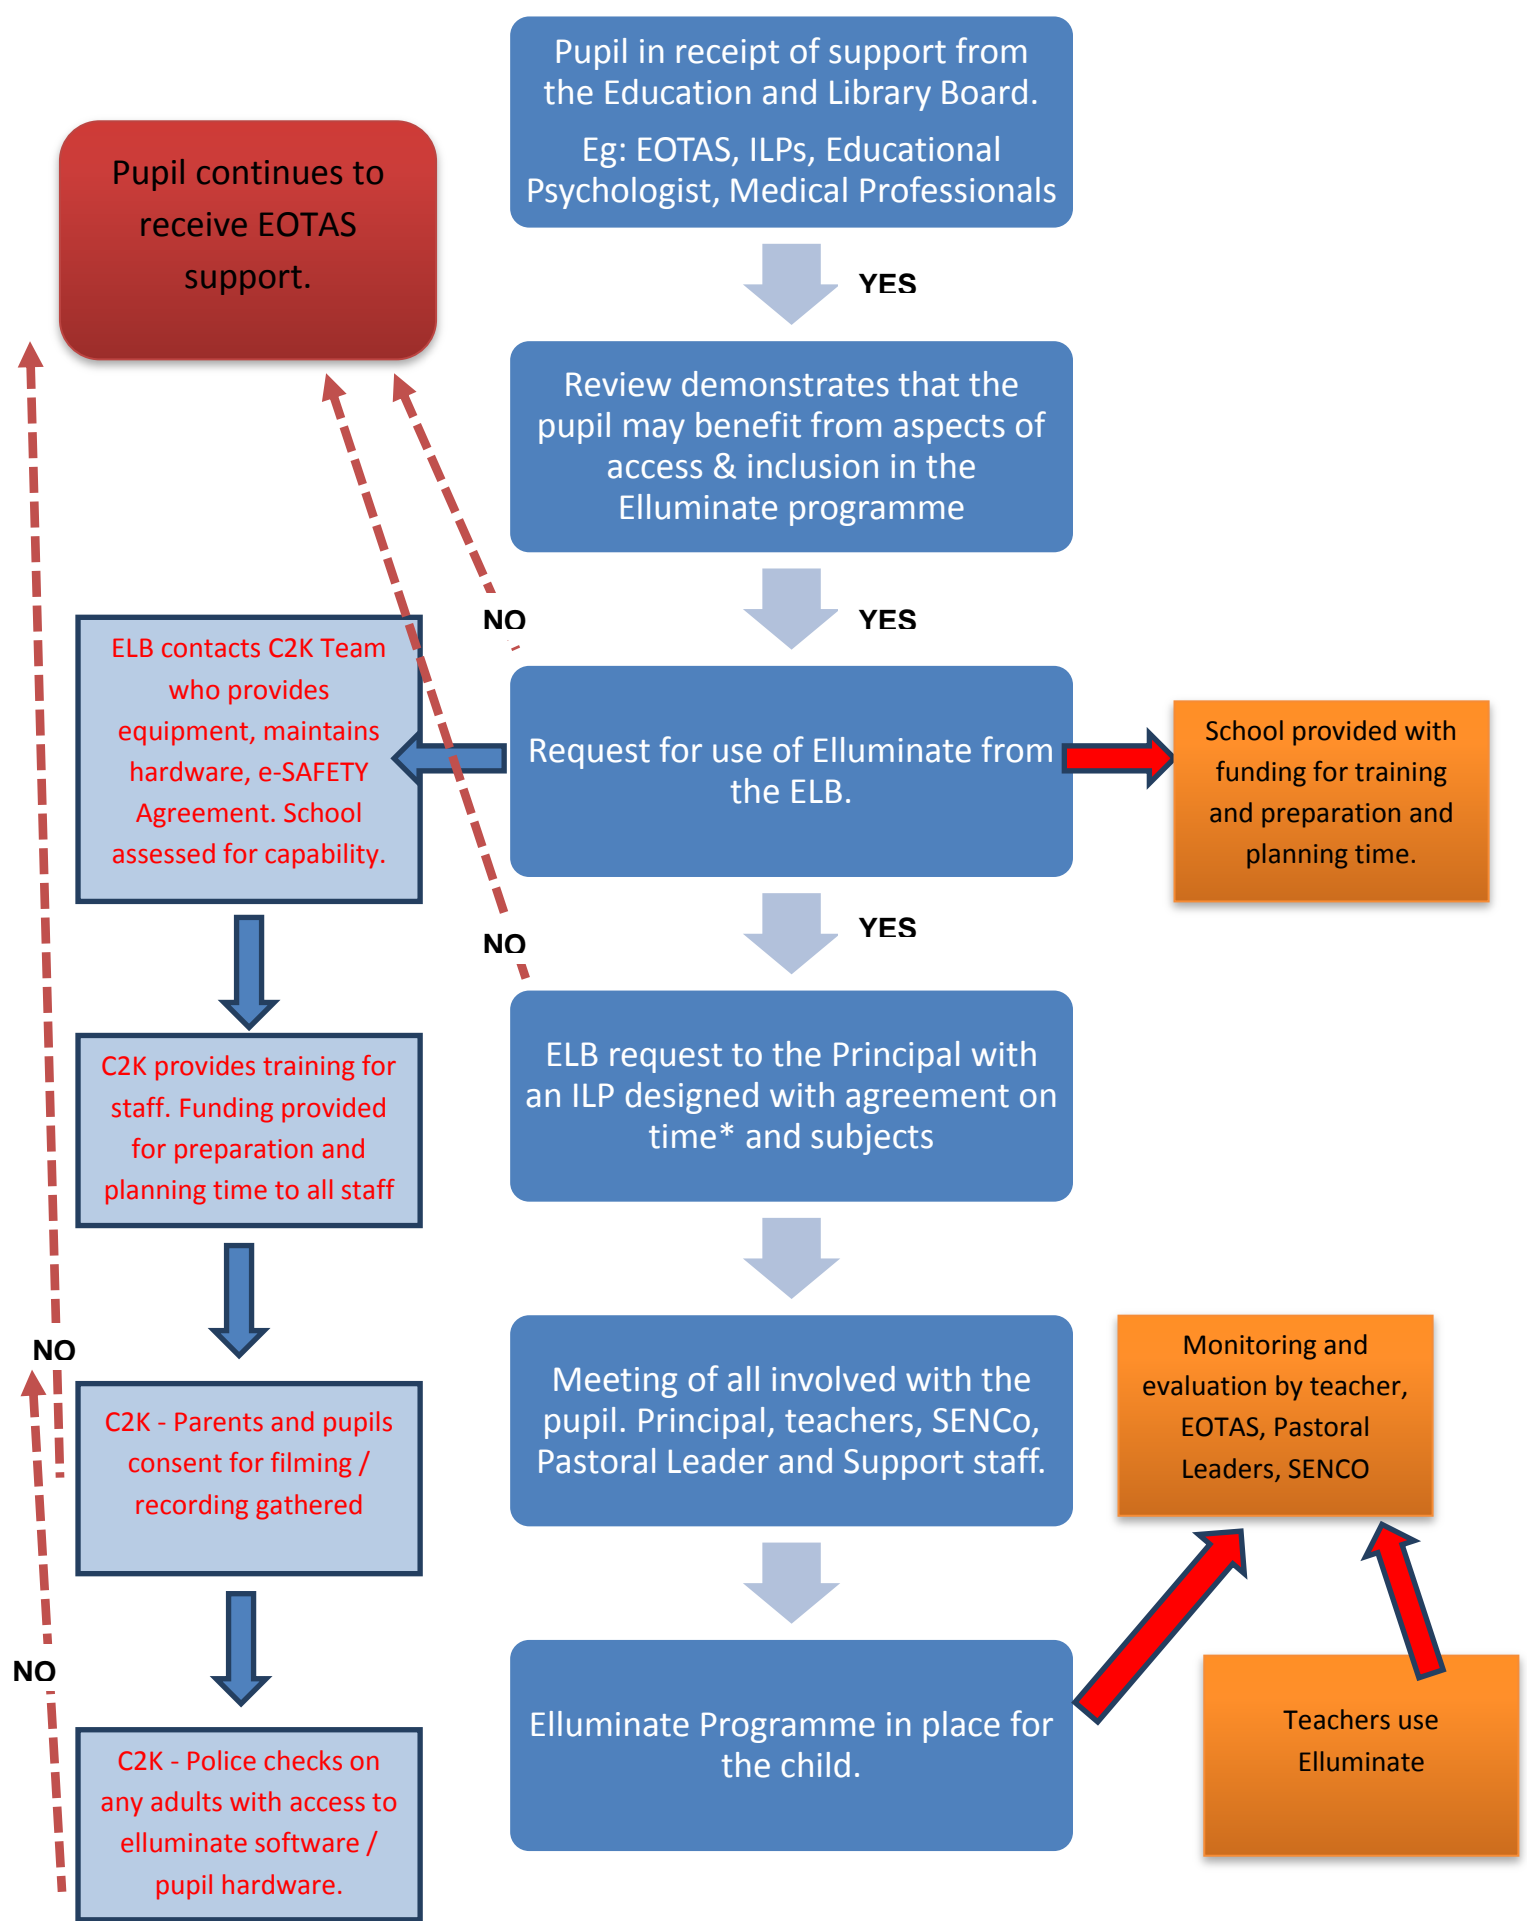 Pupil in receipt of support from
the Education and Library Board.
Eg: EOTAS, ILPs, Educational
Psychologist, Medical Professionals
Pupil continues to
receive EOTAS
support.
YES
Review demonstrates that the
pupil may benefit from aspects of
access & inclusion in the
Elluminate programme
NO
YES
ELB contacts C2K Team
who provides
equipment, maintains
hardware, e-SAFETY
Agreement. School
assessed for capability.
Request for use of Elluminate from
the ELB.
School provided with
funding for training
and preparation and
planning time.
NO
YES
C2K provides training for
staff. Funding provided
for preparation and
planning time to all staff
ELB request to the Principal with
an ILP designed with agreement on
time* and subjects
NO
C2K - Parents and pupils
consent for filming /
recording gathered
Meeting of all involved with the
pupil. Principal, teachers, SENCo,
Pastoral Leader and Support staff.
Monitoring and
evaluation by teacher,
EOTAS, Pastoral
Leaders, SENCO
NO
C2K - Police checks on
any adults with access to
elluminate software /
pupil hardware.
Elluminate Programme in place for
the child.
Teachers use
Elluminate